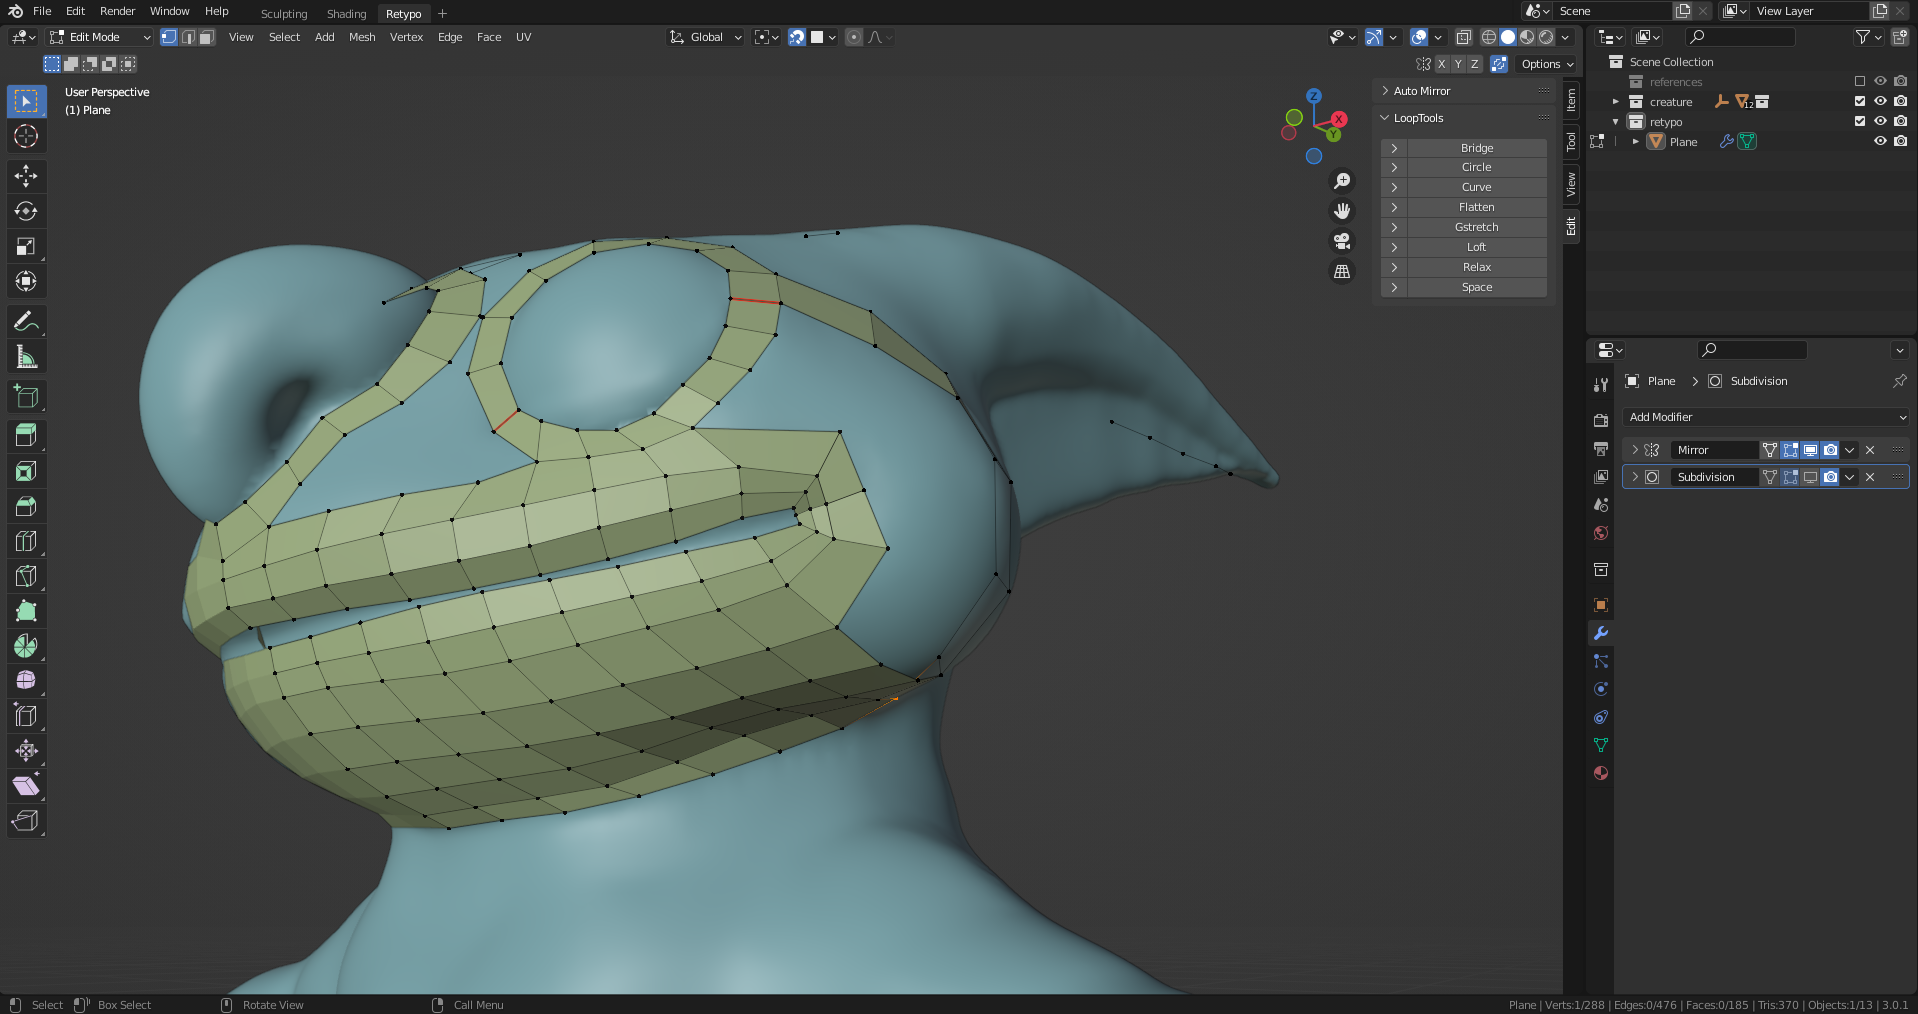 File Edit Render Window Help Sculpting Shading Retypo + Scene View Layer
Edit Mode View Select Add Mesh Vertex Edge Face UV Global
X Y Z Options
User Perspective
(1) Plane
Z
X
Y
Auto Mirror
LoopTools
Bridge
Circle
Curve
Flatten
Gstretch
Loft
Relax
Space
Item
Tool
View
Edit
Scene Collection
references
creature 12
retypo
Plane
Plane Subdivision
Add Modifier
Mirror
Subdivision
Select Box Select Rotate View Call Menu Plane | Verts:1/288 | Edges:0/476 | Faces:0/185 | Tris:370 | Objects:1/13 | 3.0.1